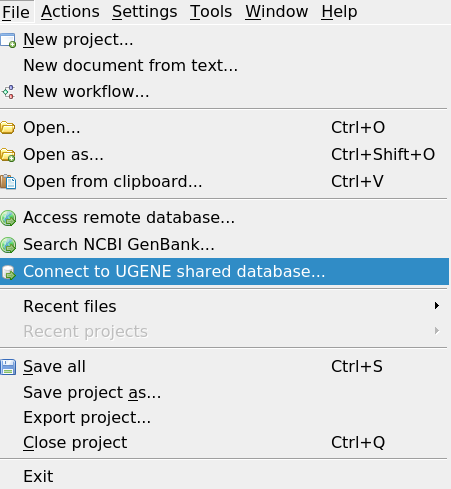 File Actions Settings Tools Window Help
New project...
New document from text...
New workflow...
Open... Ctrl+O
Open as... Ctrl+Shift+O
Open from clipboard... Ctrl+V
Access remote database...
Search NCBI GenBank...
Connect to UGENE shared database...
Recent files
Recent projects
Save all Ctrl+S
Save project as...
Export project...
Close project Ctrl+Q
Exit